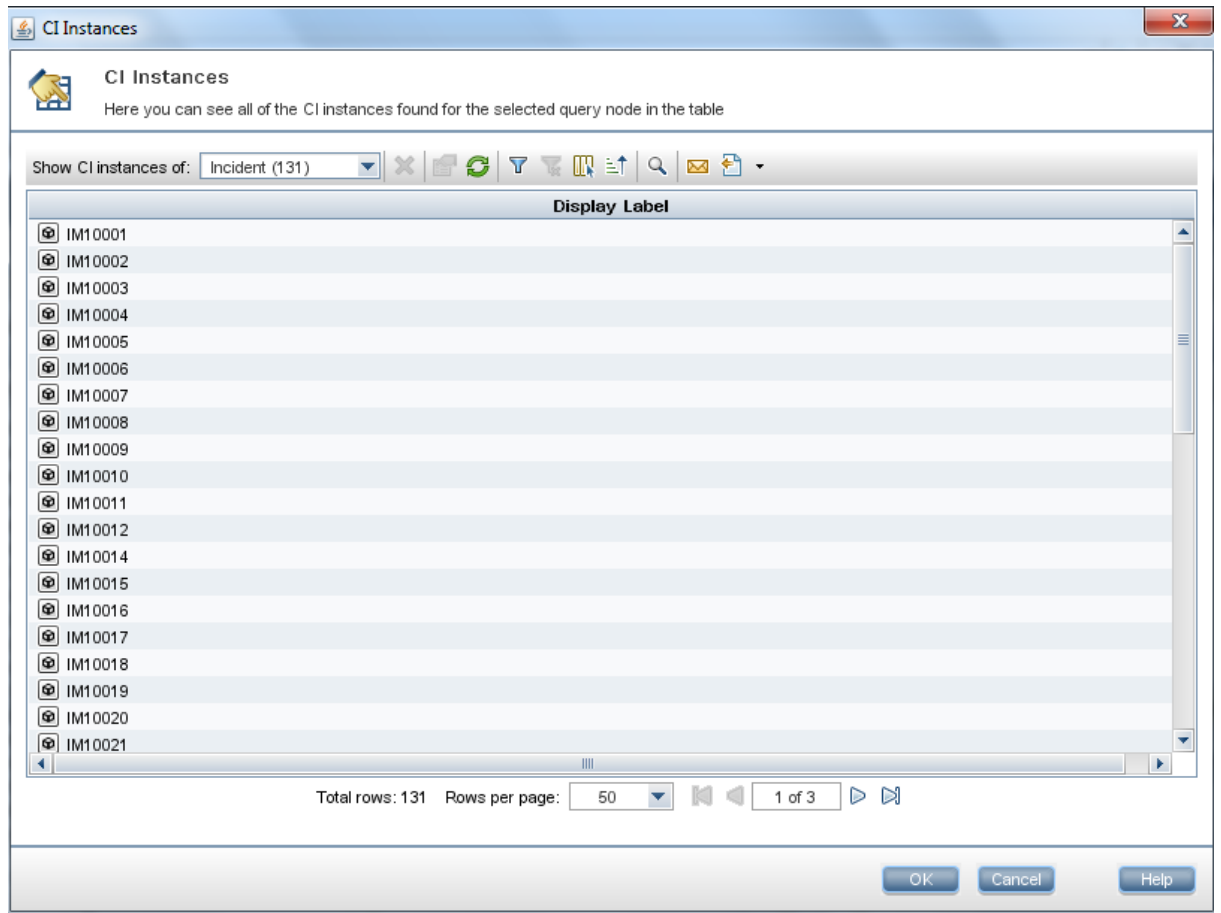 CI Instances
CI Instances
Here you can see all of the CI instances found for the selected query node in the table
Show CI instances of: Incident (131)
Display Label
IM10001
IM10002
IM10003
IM10004
IM10005
IM10006
IM10007
IM10008
IM10009
IM10010
IM10011
IM10012
IM10014
IM10015
IM10016
IM10017
IM10018
IM10019
IM10020
IM10021
Total rows: 131 Rows per page: 50 1 of 3
OK Cancel Help